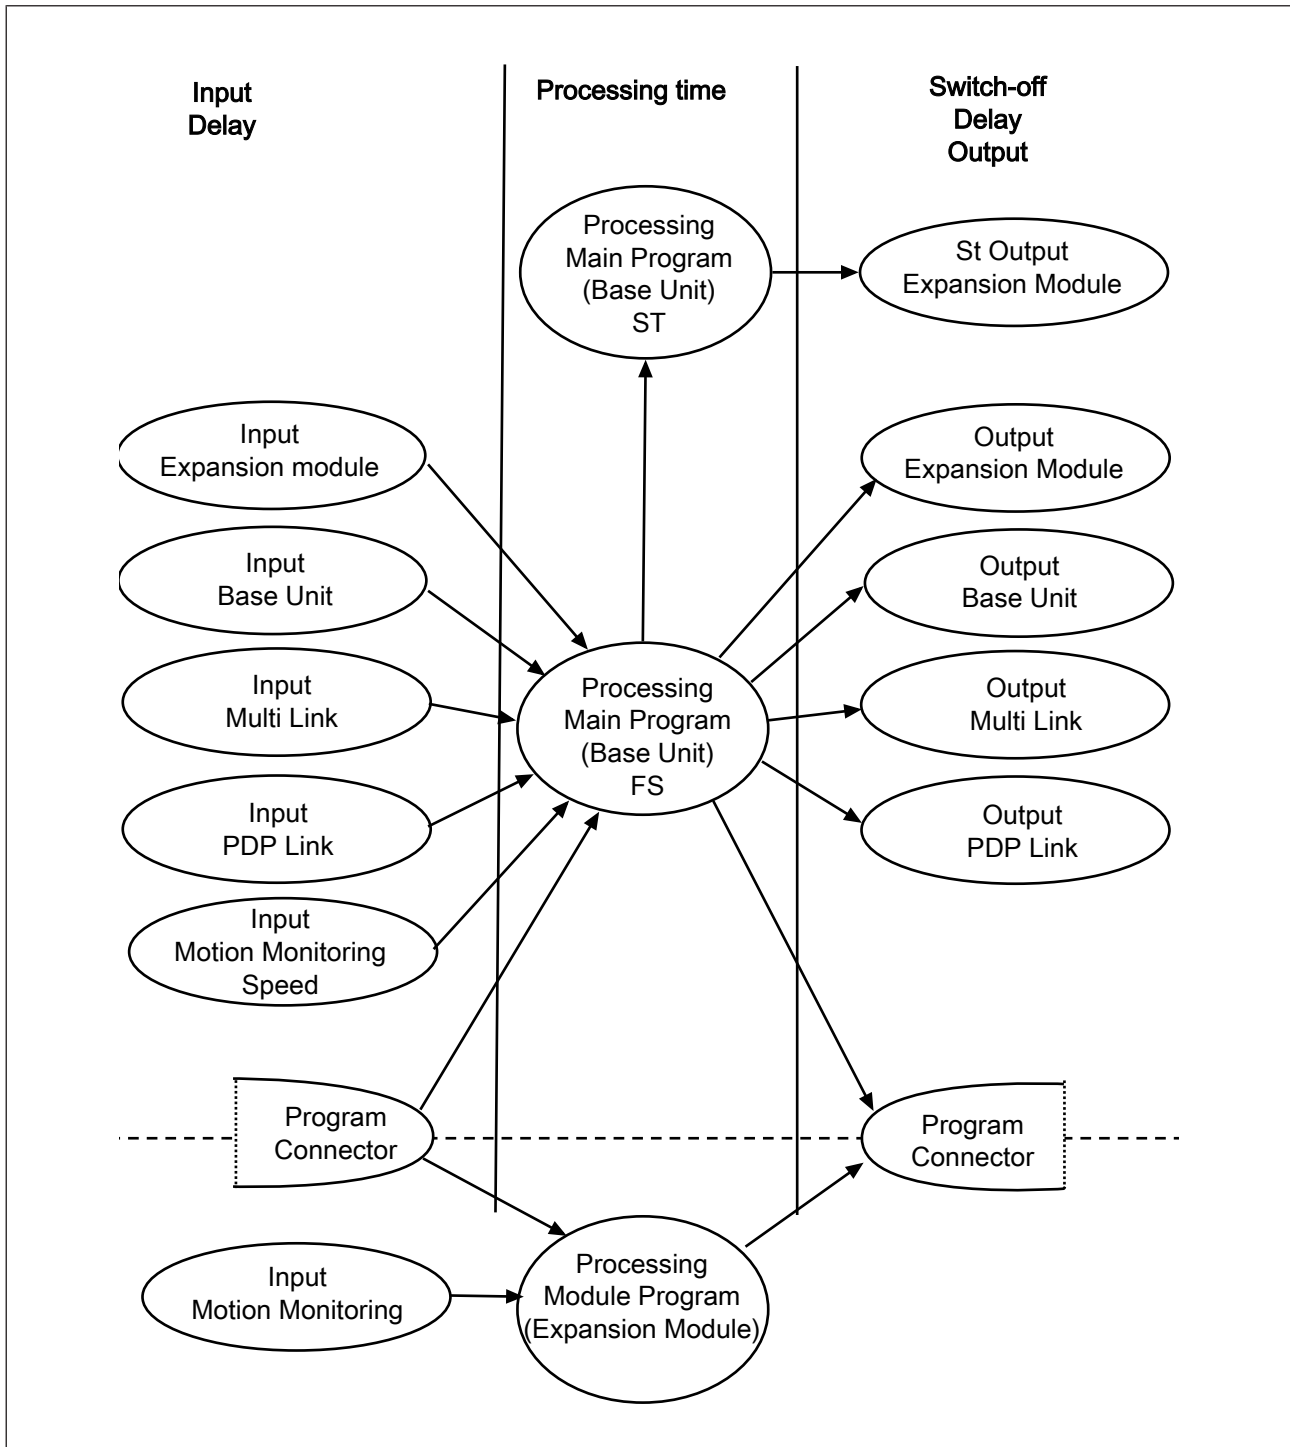 Input
Delay
Processing time
Switch-off
Delay
Output
Processing
Main Program
(Base Unit)
ST
St Output
Expansion Module
Input
Expansion module
Output
Expansion Module
Input
Base Unit
Output
Base Unit
Input
Multi Link
Processing
Main Program
(Base Unit)
FS
Output
Multi Link
Input
PDP Link
Output
PDP Link
Input
Motion Monitoring
Speed
Program
Connector
Program
Connector
Input
Motion Monitoring
Processing
Module Program
(Expansion Module)